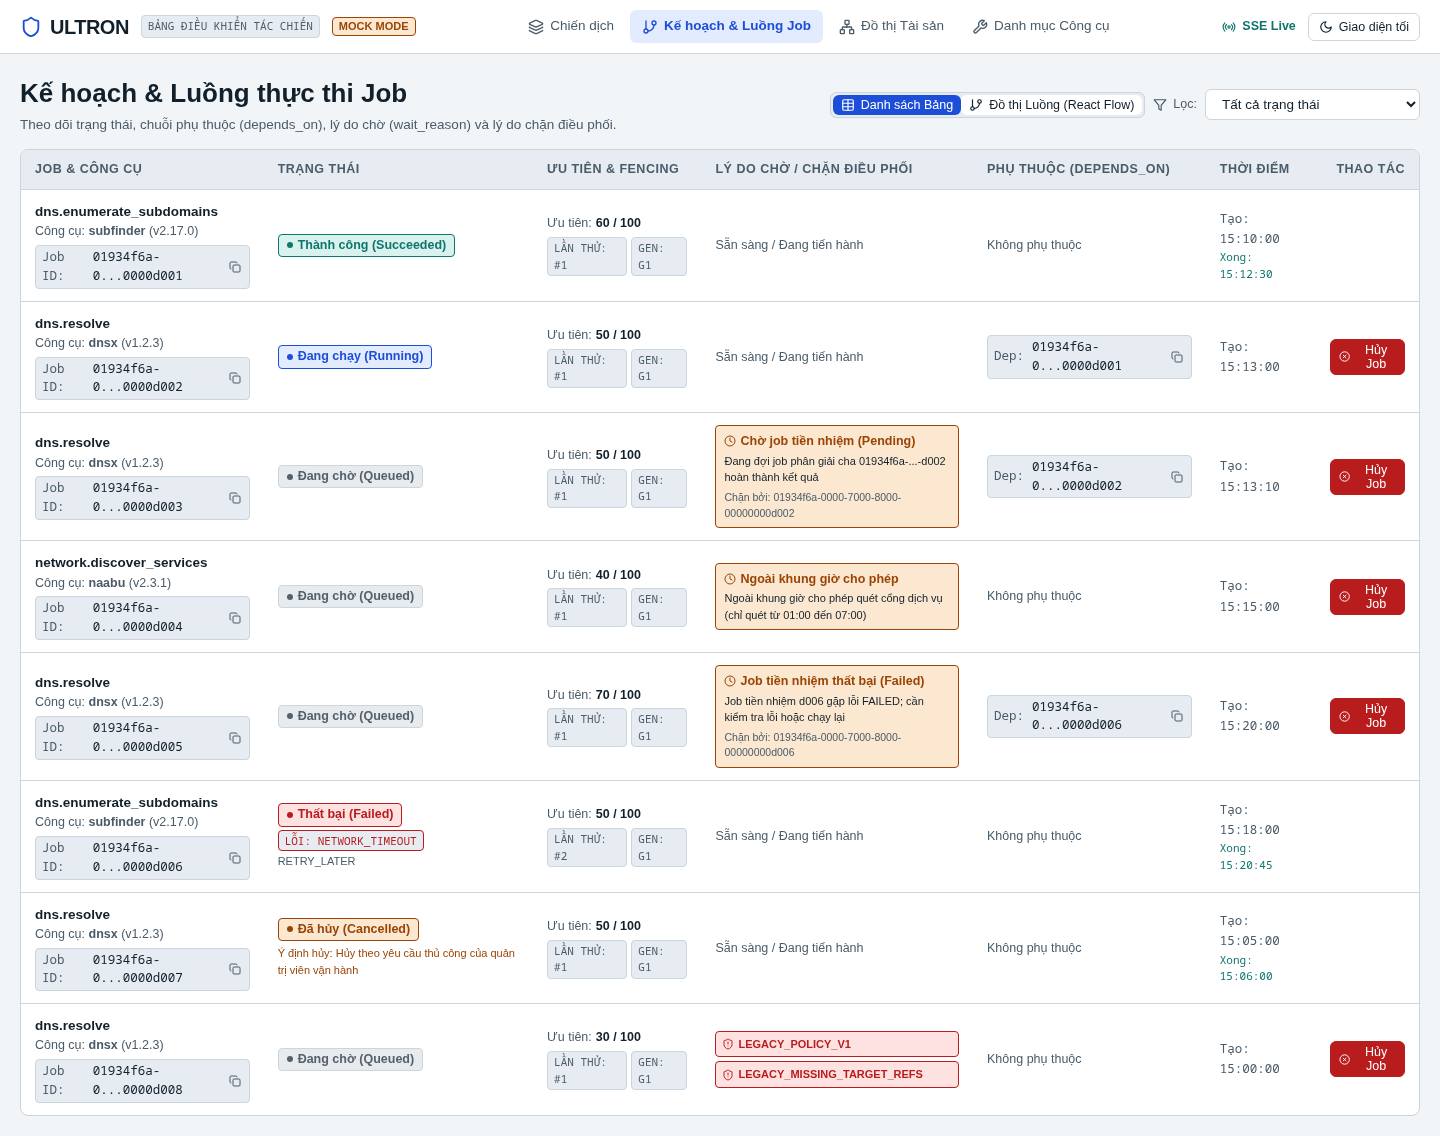 ULTRON BẢNG ĐIỀU KHIỂN TÁC CHIẾN MOCK MODE Chiến dịch Kế hoạch & Luồng Job Đồ thị Tài sản Danh mục Công cụ SSE Live Giao diện tối
Kế hoạch & Luồng thực thi Job
Theo dõi trạng thái, chuỗi phụ thuộc (depends_on), lý do chờ (wait_reason) và lý do chặn điều phối.
Danh sách Bảng Đồ thị Luồng (React Flow) Lọc: Tất cả trạng thái
JOB & CÔNG CỤ TRẠNG THÁI ƯU TIÊN & FENCING LÝ DO CHỜ / CHẶN ĐIỀU PHỐI PHỤ THUỘC (DEPENDS_ON) THỜI ĐIỂM THAO TÁC
dns.enumerate_subdomains
Công cụ: subfinder (v2.17.0)
Job ID: 01934f6a-0...0000d001
Thành công (Succeeded)
Ưu tiên: 60 / 100
LẦN THỬ: #1 GEN: G1
Sẵn sàng / Đang tiến hành
Không phụ thuộc
Tạo:
15:10:00
Xong:
15:12:30
dns.resolve
Công cụ: dnsx (v1.2.3)
Job ID: 01934f6a-0...0000d002
Đang chạy (Running)
Ưu tiên: 50 / 100
LẦN THỬ: #1 GEN: G1
Sẵn sàng / Đang tiến hành
Dep: 01934f6a-0...0000d001
Tạo:
15:13:00
Hủy Job
dns.resolve
Công cụ: dnsx (v1.2.3)
Job ID: 01934f6a-0...0000d003
Đang chờ (Queued)
Ưu tiên: 50 / 100
LẦN THỬ: #1 GEN: G1
Chờ job tiền nhiệm (Pending)
Đang đợi job phân giải cha 01934f6a-...-d002
hoàn thành kết quả
Chặn bởi: 01934f6a-0000-7000-8000-
00000000d002
Dep: 01934f6a-0...0000d002
Tạo:
15:13:10
Hủy Job
network.discover_services
Công cụ: naabu (v2.3.1)
Job ID: 01934f6a-0...0000d004
Đang chờ (Queued)
Ưu tiên: 40 / 100
LẦN THỬ: #1 GEN: G1
Ngoài khung giờ cho phép
Ngoài khung giờ cho phép quét cổng dịch vụ
(chỉ quét từ 01:00 đến 07:00)
Không phụ thuộc
Tạo:
15:15:00
Hủy Job
dns.resolve
Công cụ: dnsx (v1.2.3)
Job ID: 01934f6a-0...0000d005
Đang chờ (Queued)
Ưu tiên: 70 / 100
LẦN THỬ: #1 GEN: G1
Job tiền nhiệm thất bại (Failed)
Job tiền nhiệm d006 gặp lỗi FAILED; cần
kiểm tra lỗi hoặc chạy lại
Chặn bởi: 01934f6a-0000-7000-8000-
00000000d006
Dep: 01934f6a-0...0000d006
Tạo:
15:20:00
Hủy Job
dns.enumerate_subdomains
Công cụ: subfinder (v2.17.0)
Job ID: 01934f6a-0...0000d006
Thất bại (Failed)
LỖI: NETWORK_TIMEOUT
RETRY_LATER
Ưu tiên: 50 / 100
LẦN THỬ: #2 GEN: G1
Sẵn sàng / Đang tiến hành
Không phụ thuộc
Tạo:
15:18:00
Xong:
15:20:45
dns.resolve
Công cụ: dnsx (v1.2.3)
Job ID: 01934f6a-0...0000d007
Đã hủy (Cancelled)
Ý định hủy: Hủy theo yêu cầu thủ công của quản
trị viên vận hành
Ưu tiên: 50 / 100
LẦN THỬ: #1 GEN: G1
Sẵn sàng / Đang tiến hành
Không phụ thuộc
Tạo:
15:05:00
Xong:
15:06:00
dns.resolve
Công cụ: dnsx (v1.2.3)
Job ID: 01934f6a-0...0000d008
Đang chờ (Queued)
Ưu tiên: 30 / 100
LẦN THỬ: #1 GEN: G1
LEGACY_POLICY_V1
LEGACY_MISSING_TARGET_REFS
Không phụ thuộc
Tạo:
15:00:00
Hủy Job